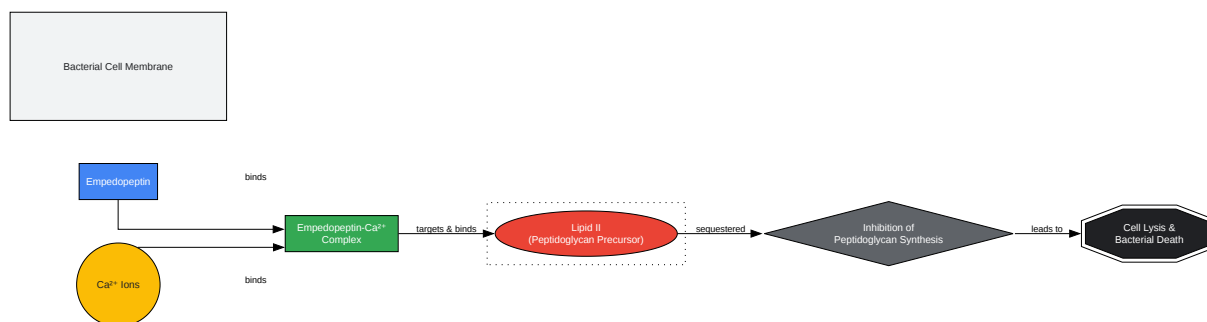 Bacterial Cell Membrane
Empedopeptin
binds
Empedopeptin-Ca²⁺
Complex
targets & binds
Lipid II
(Peptidoglycan Precursor)
sequestered
Inhibition of
Peptidoglycan Synthesis
leads to
Cell Lysis &
Bacterial Death
Ca²⁺ Ions
binds